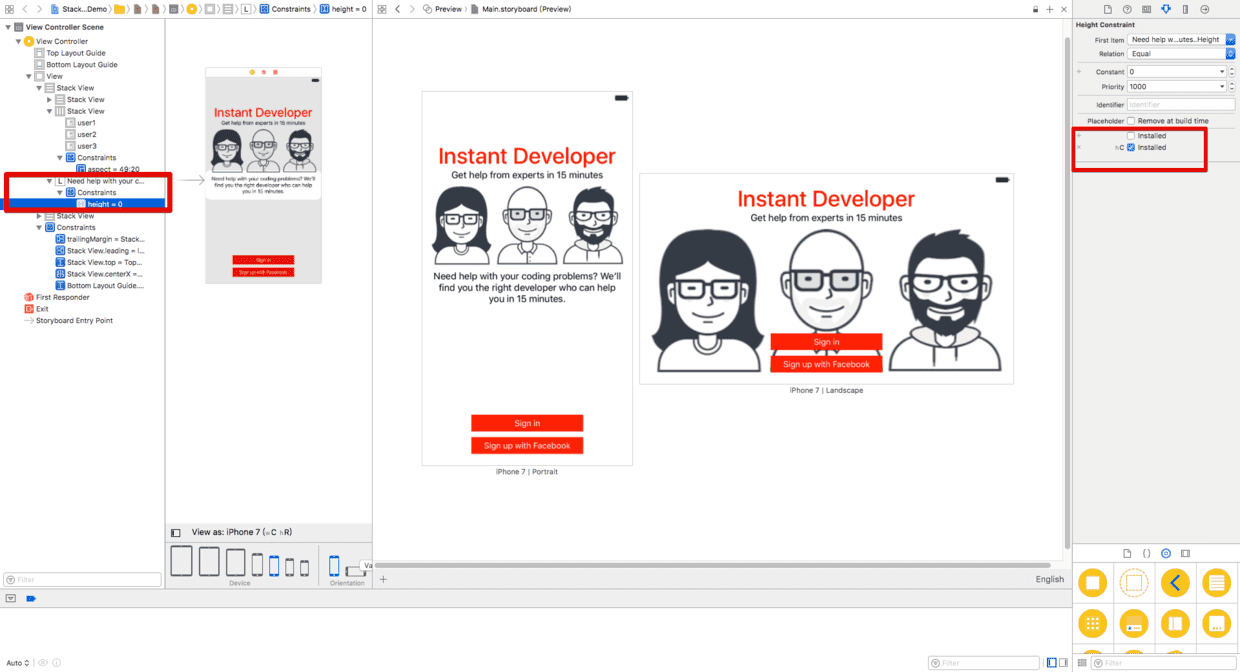 Stack...Demo
Constraints
height = 0
Preview
Main.storyboard (Preview)
View Controller Scene
View Controller
Top Layout Guide
Bottom Layout Guide
View
Stack View
Stack View
Stack View
user1
user2
user3
Constraints
aspect = 49:20
L
Need help with your c...
Constraints
height = 0
Stack View
Constraints
trailingMargin = Stack...
Stack View.leading = l...
Stack View.top = Top...
Stack View.centerX =...
Bottom Layout Guide....
First Responder
Exit
Storyboard Entry Point
Filter
Instant Developer
Get help from experts in 15 minutes
Need help with your coding problems? We'll
find you the right developer who can help
you in 15 minutes.
Sign in
Sign up with Facebook
View as: iPhone 7 (wC hR)
Device
Orientation
Va
Instant Developer
Get help from experts in 15 minutes
Need help with your coding problems? We'll
find you the right developer who can help
you in 15 minutes.
Sign in
Sign up with Facebook
iPhone 7 | Portrait
Instant Developer
Get help from experts in 15 minutes
Sign in
Sign up with Facebook
iPhone 7 | Landscape
English
Height Constraint
First Item Need help w...utes..Height
Relation Equal
Constant 0
Priority 1000
Identifier Identifier
Placeholder Remove at build time
Installed
hC Installed
Auto
Filter
Filter